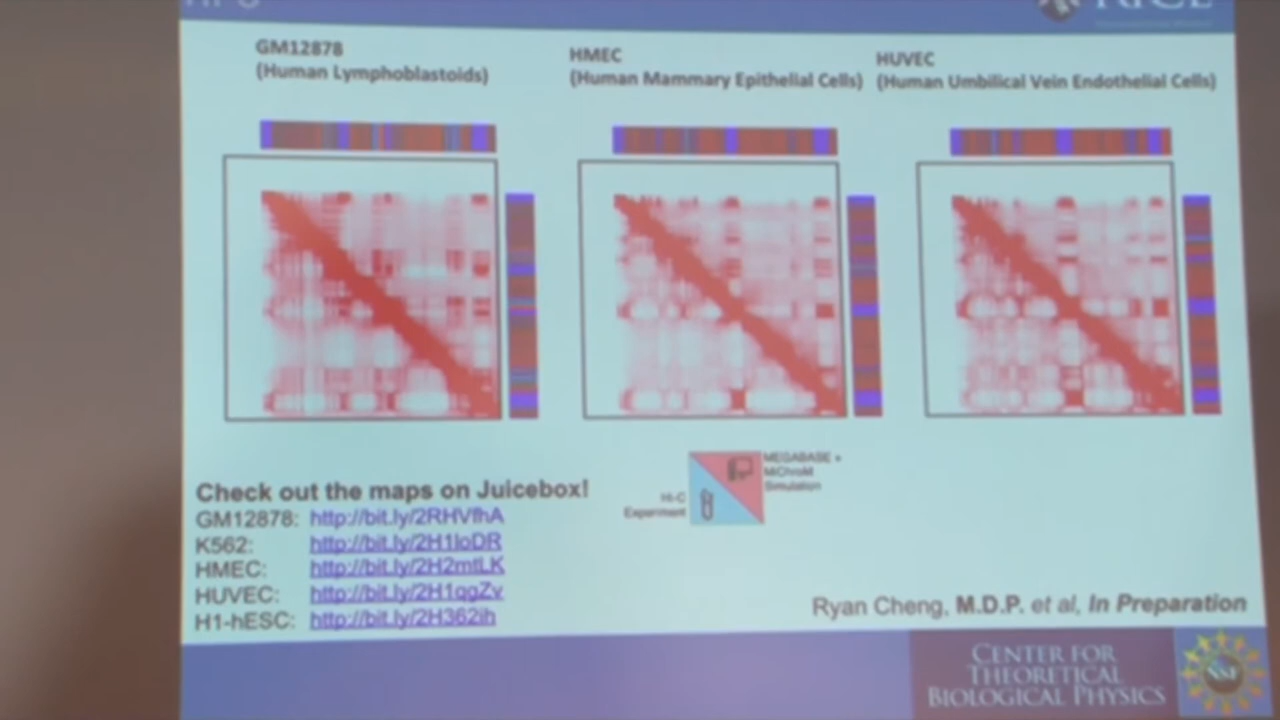 RICE
GM12878
(Human Lymphoblastoids)
HMEC
(Human Mammary Epithelial Cells)
HUVEC
(Human Umbilical Vein Endothelial Cells)
MEGABASE +
MiChroM
Simulation
Hi-C
Experiment
Check out the maps on Juicebox!
GM12878: http://bit.ly/2RHVfhA
K562: http://bit.ly/2H1loDR
HMEC: http://bit.ly/2H2mtLK
HUVEC: http://bit.ly/2H1qgZv
H1-hESC: http://bit.ly/2H362ih
Ryan Cheng, M.D.P. et al, In Preparation
CENTER FOR
THEORETICAL
BIOLOGICAL PHYSICS
NSF